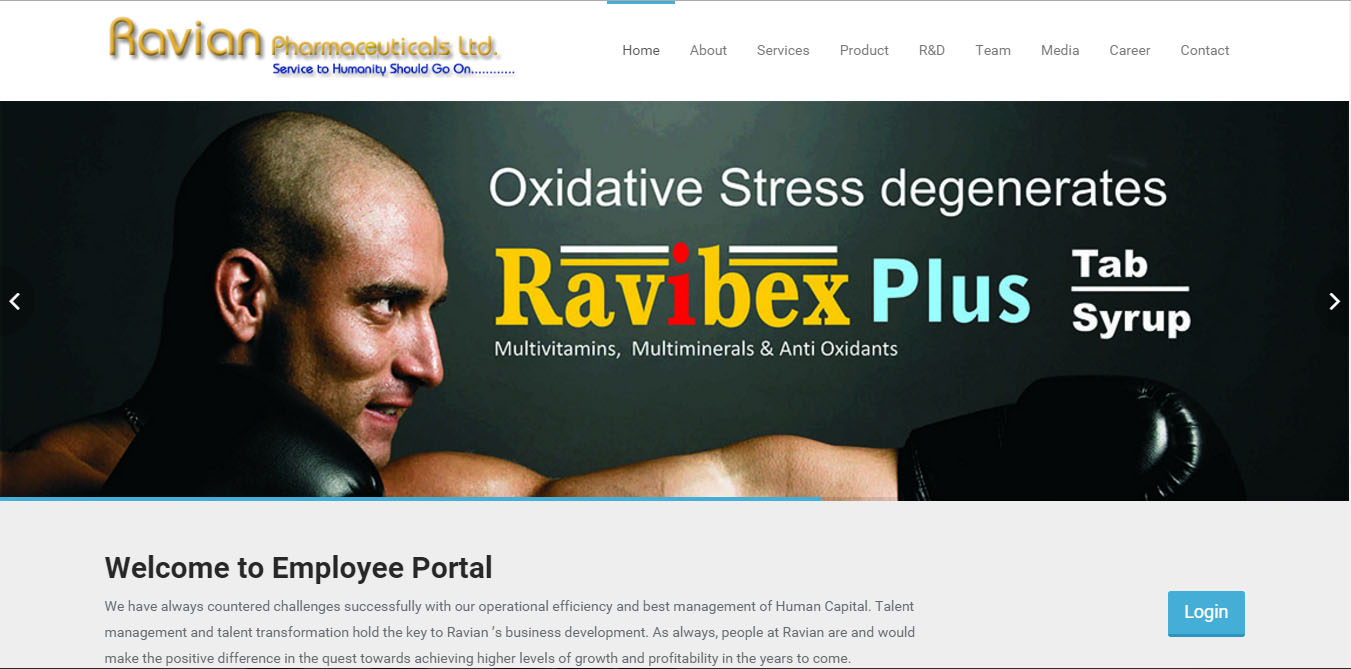 Ravian Pharmaceuticals Ltd.
Service to Humanity Should Go On............
Home About Services Product R&D Team Media Career Contact
Oxidative Stress degenerates
Ravibex Plus Tab
Syrup
Multivitamins, Multiminerals & Anti Oxidants
Welcome to Employee Portal
We have always countered challenges successfully with our operational efficiency and best management of Human Capital. Talent
management and talent transformation hold the key to Ravian ’s business development. As always, people at Ravian are and would
make the positive difference in the quest towards achieving higher levels of growth and profitability in the years to come.
Login